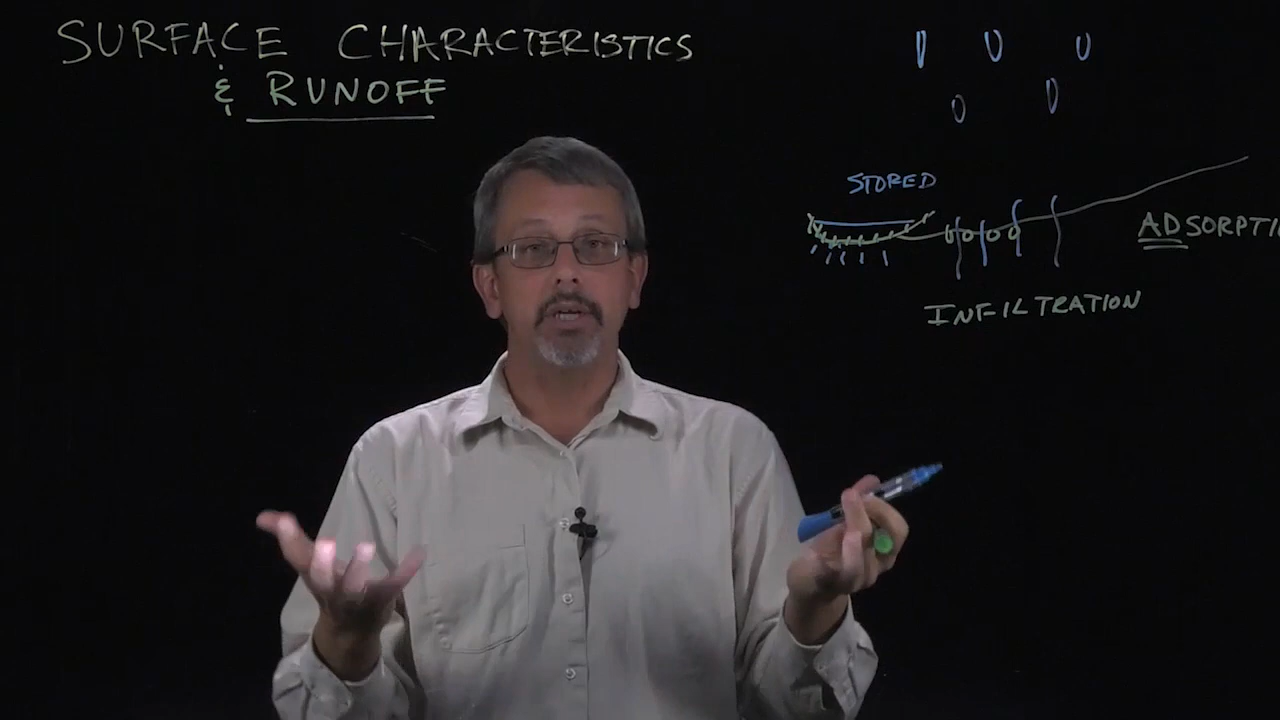 SURFACE CHARACTERISTICS
& RUNOFF
STORED
ADSORPTI
INFILTRATION